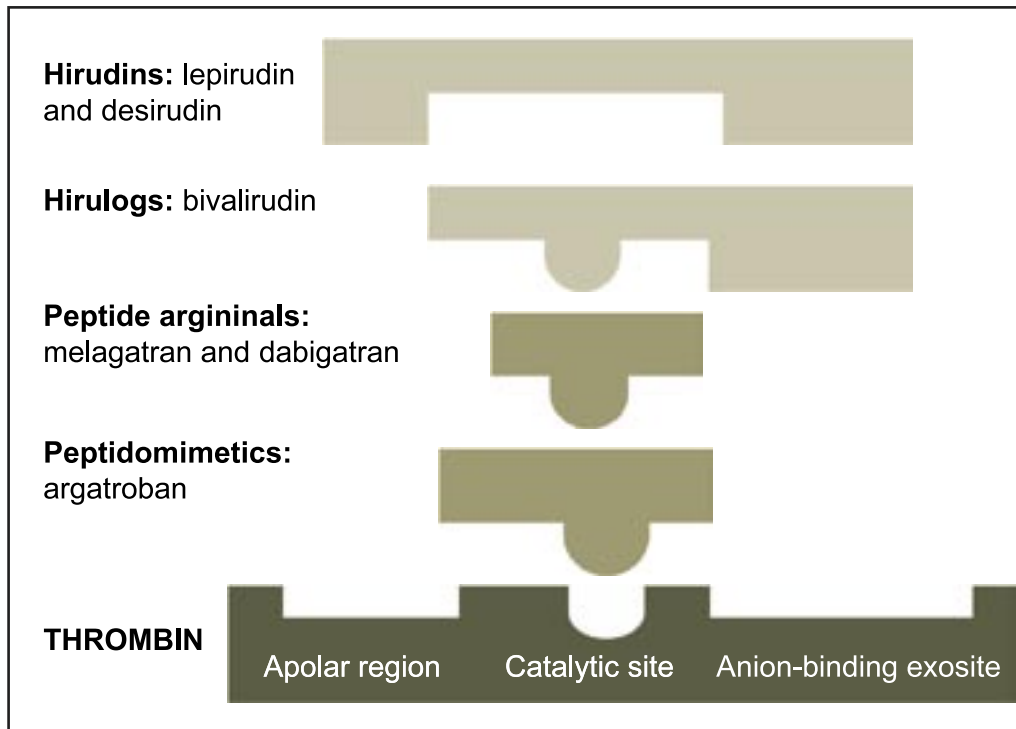 Hirudins: lepirudin
and desirudin
Hirulogs: bivalirudin
Peptide argininals:
melagatran and dabigatran
Peptidomimetics:
argatroban
THROMBIN
Apolar region
Catalytic site
Anion-binding exosite